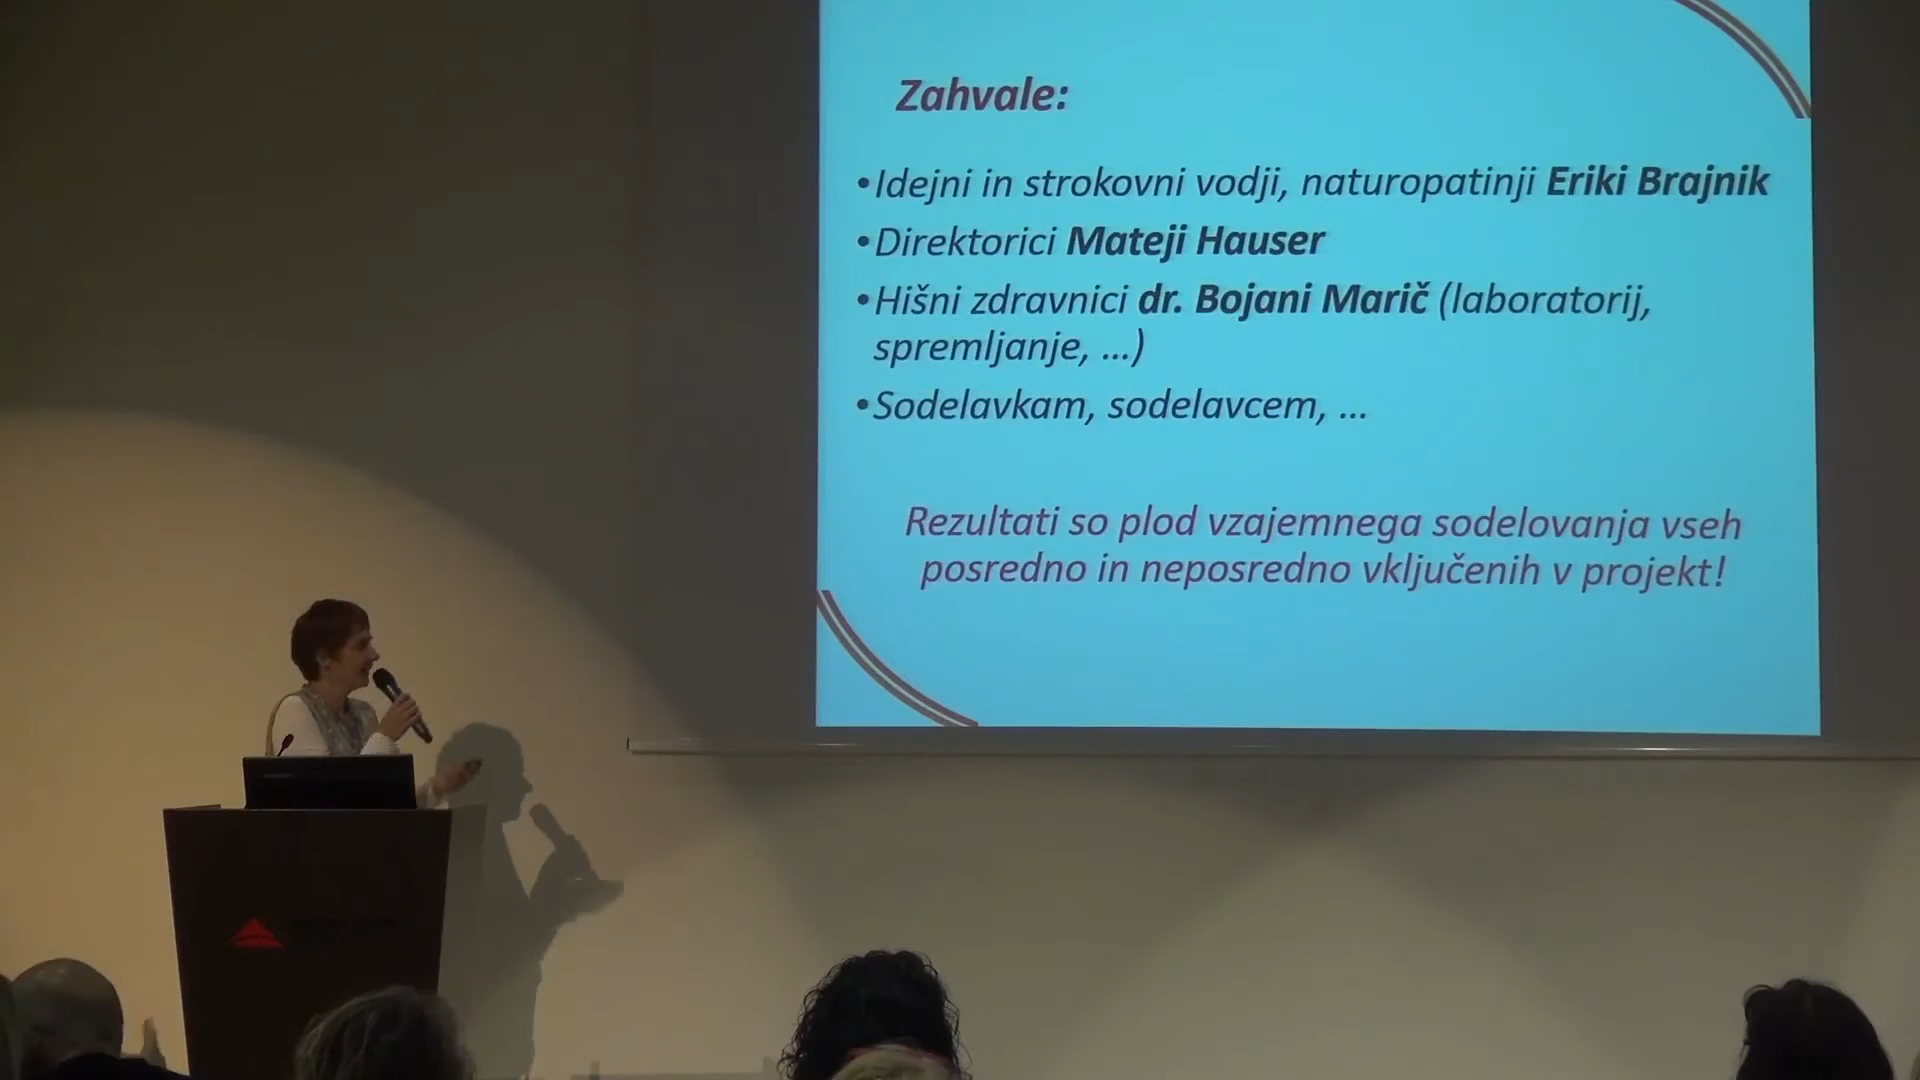 Zahvale:
•Idejni in strokovni vodji, naturopatinji Eriki Brajnik
•Direktorici Mateji Hauser
•Hišni zdravnici dr. Bojani Marič (laboratorij,
spremljanje, ...)
•Sodelavkam, sodelavcem, ...
Rezultati so plod vzajemnega sodelovanja vseh
posredno in neposredno vključenih v projekt!